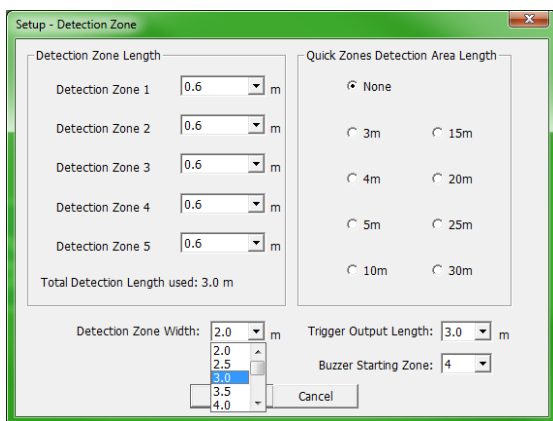 Setup - Detection Zone
Detection Zone Length
Detection Zone 1 0.6 m
Detection Zone 2 0.6 m
Detection Zone 3 0.6 m
Detection Zone 4 0.6 m
Detection Zone 5 0.6 m
Total Detection Length used: 3.0 m
Quick Zones Detection Area Length
None
3m 15m
4m 20m
5m 25m
10m 30m
Detection Zone Width: 2.0 m
2.0
2.5
3.0
3.5
4.0
Trigger Output Length: 3.0 m
Buzzer Starting Zone: 4
Cancel